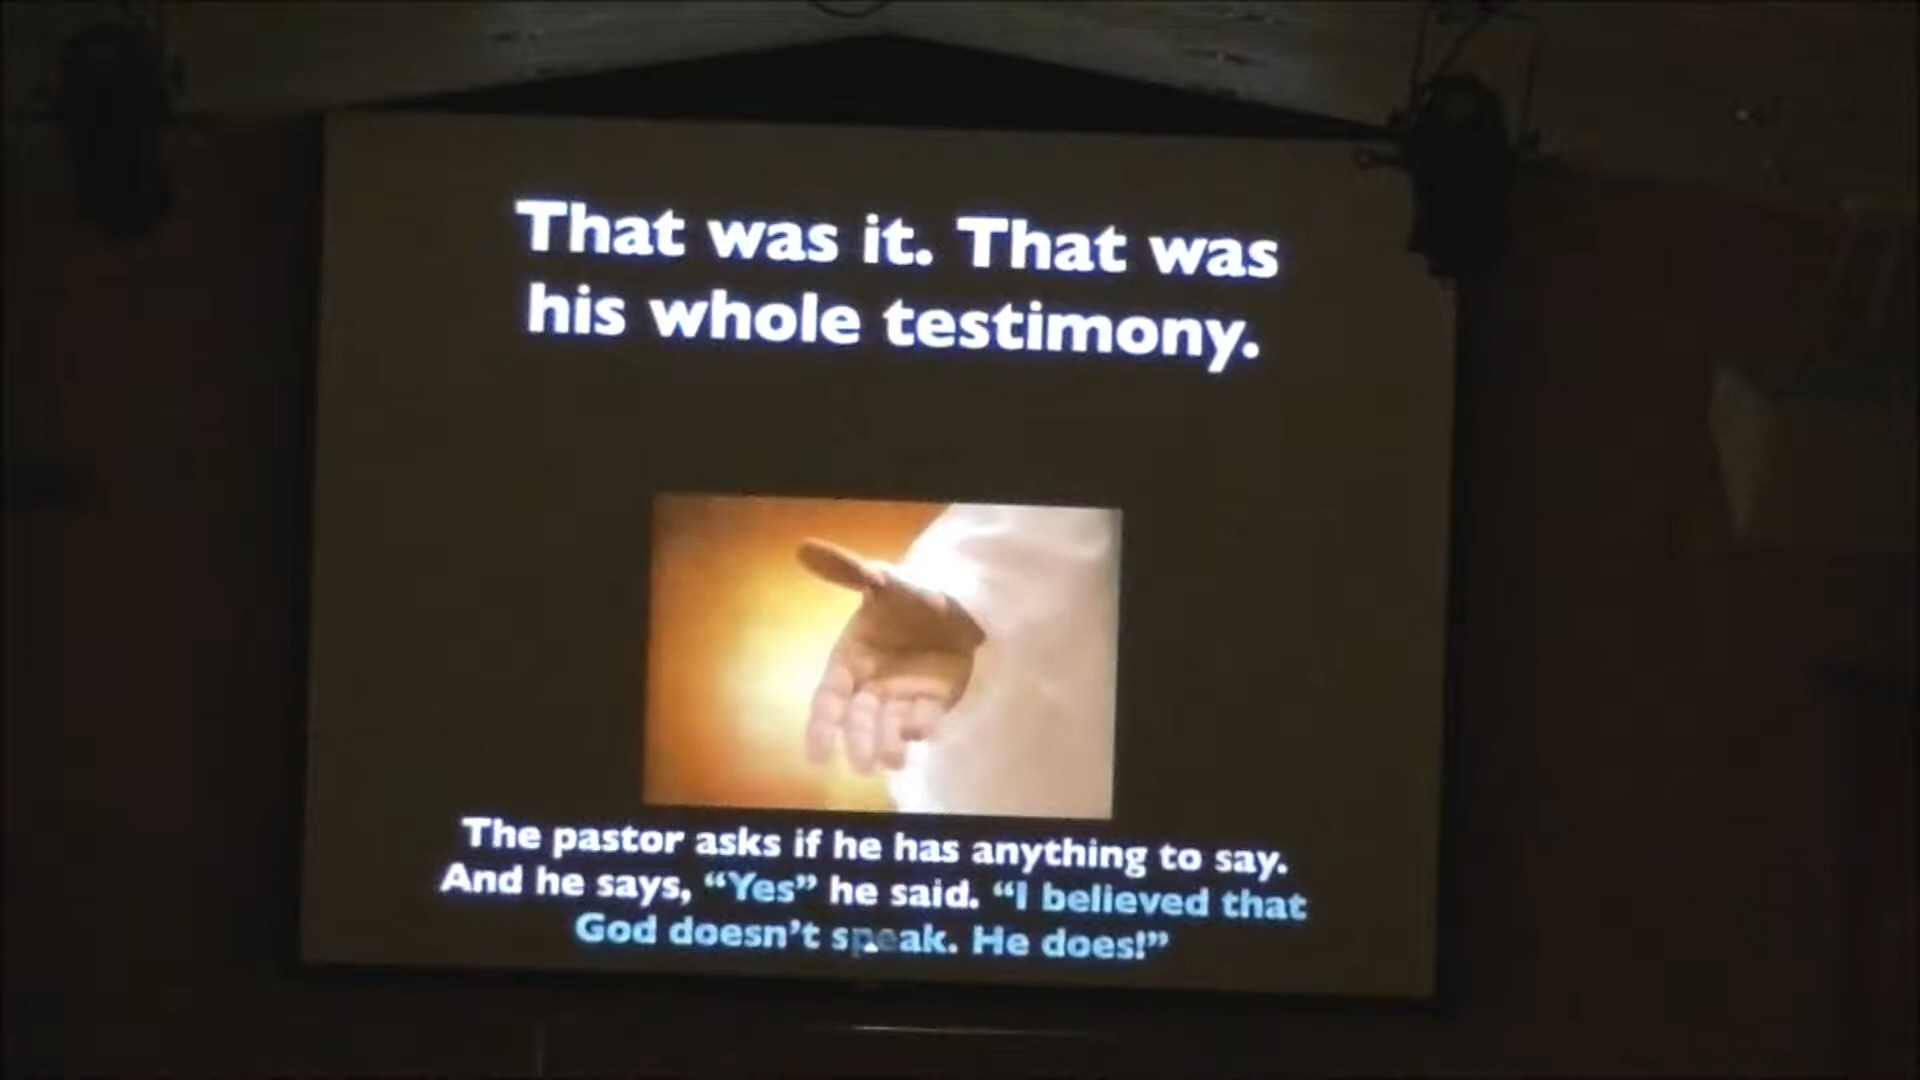 That was it. That was
his whole testimony.
The pastor asks if he has anything to say.
And he says, “Yes” he said. “I believed that
God doesn’t speak. He does!”